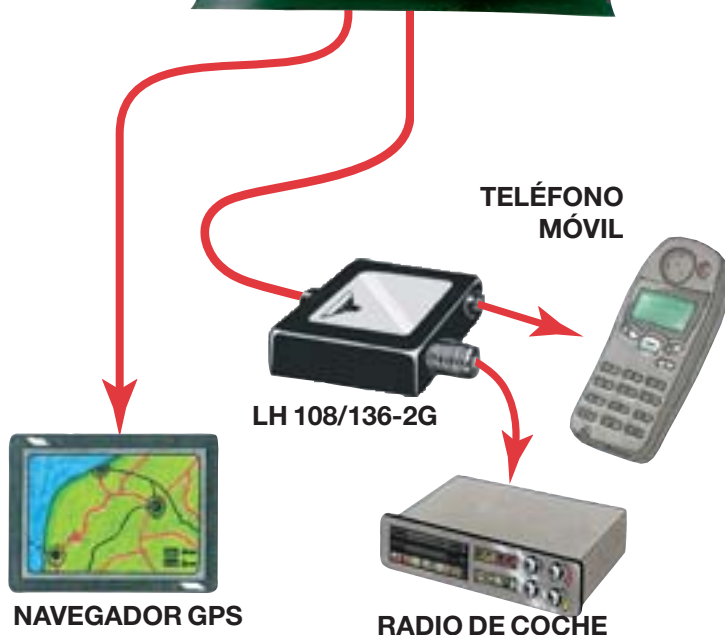 TELÉFONO
MÓVIL
LH 108/136-2G
NAVEGADOR GPS
RADIO DE COCHE